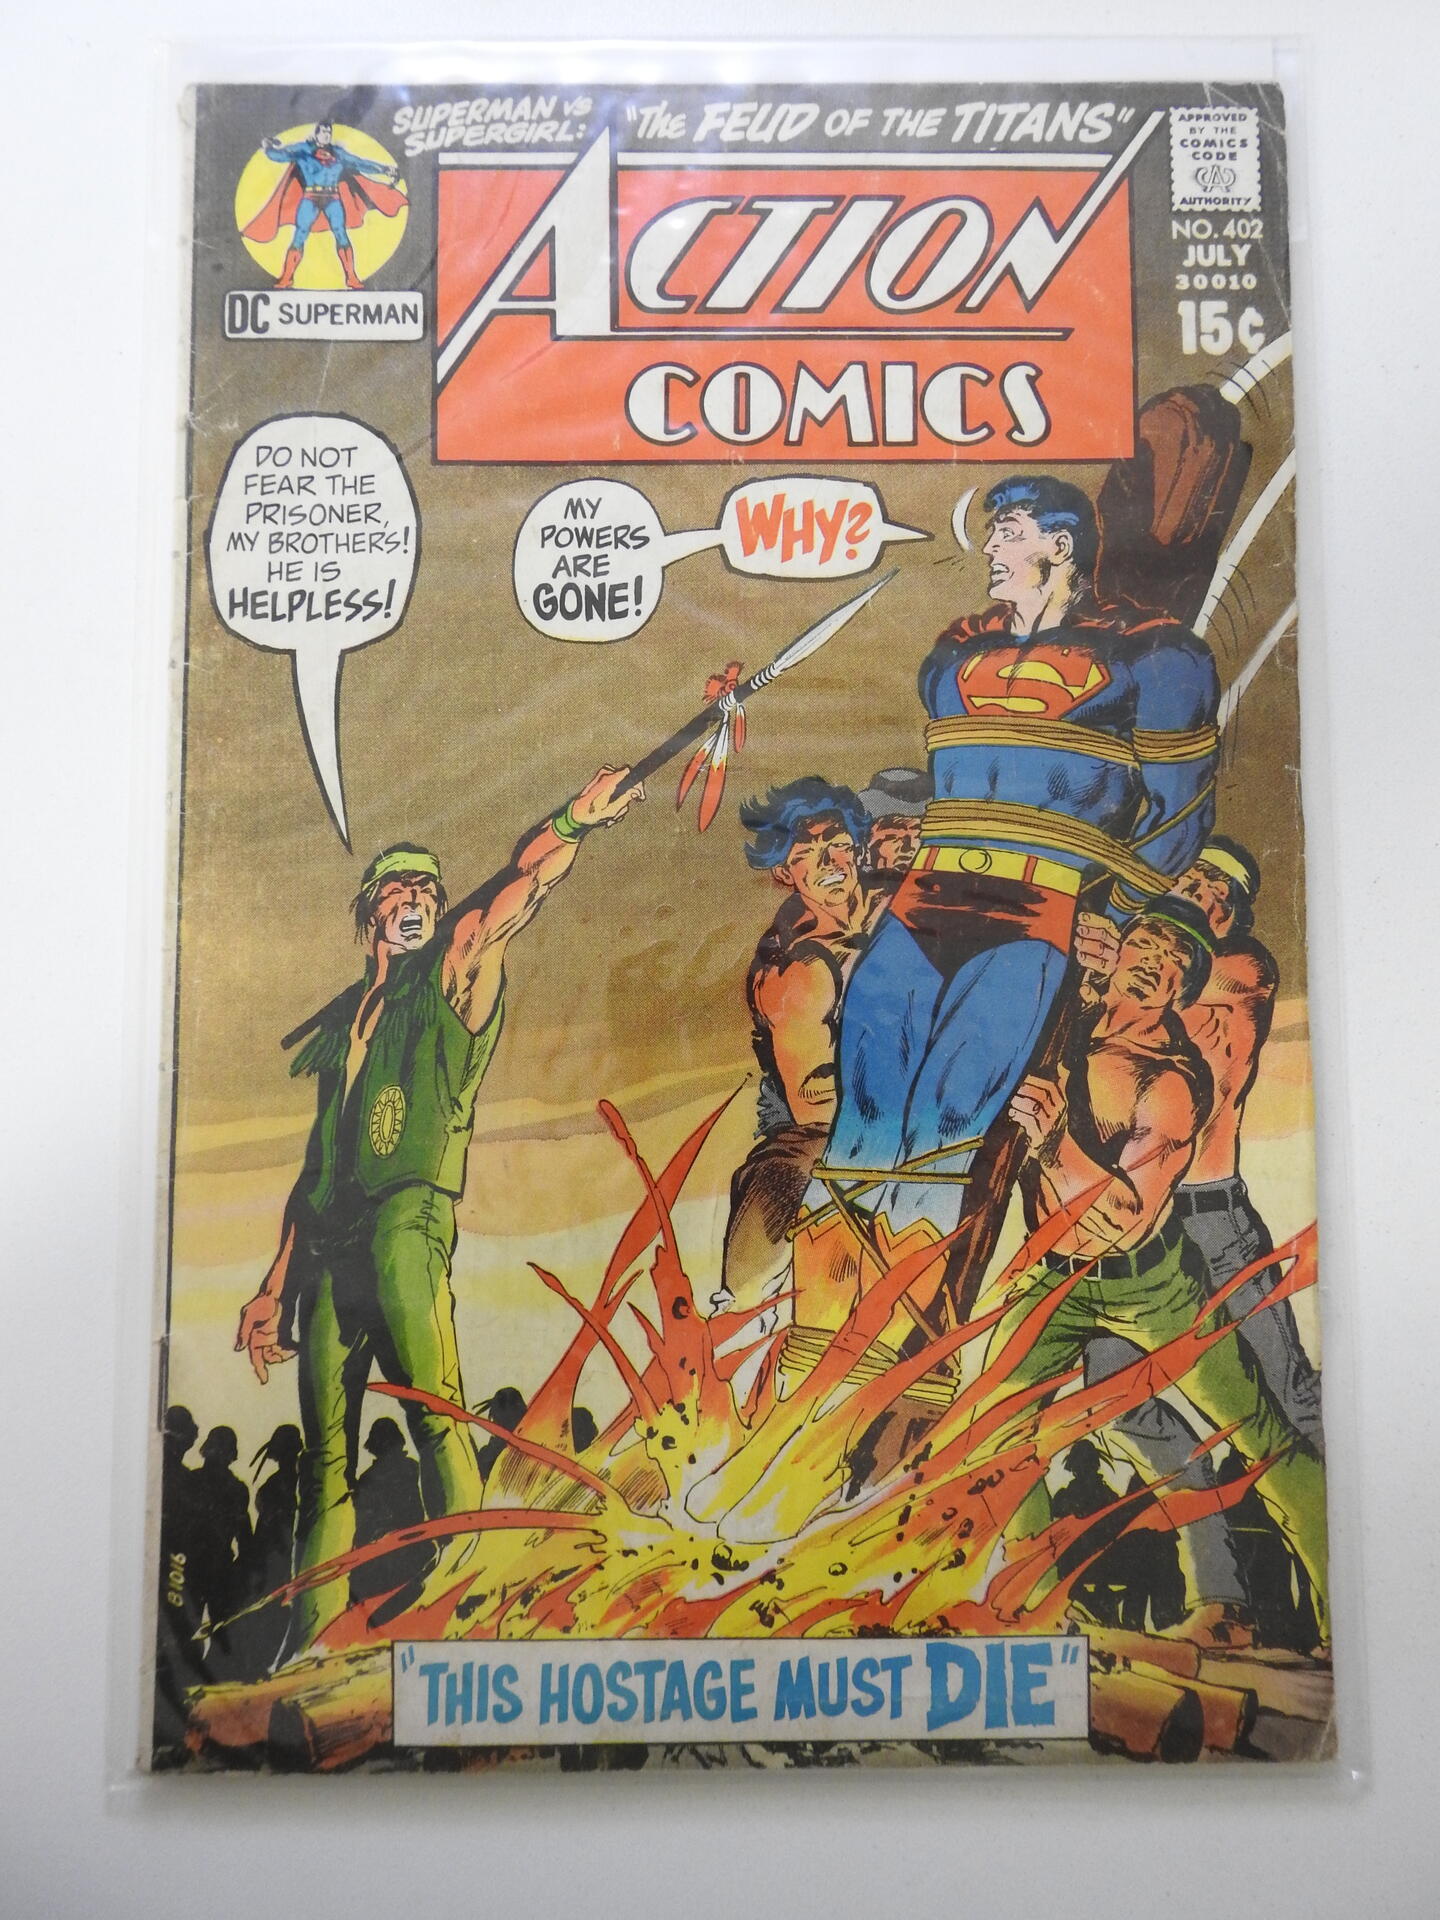 SUPERMAN VS
SUPERGIRL:
"The FEUD OF THE TITANS"
APPROVED
BY THE
COMICS
CODE
CA
AUTHORITY
DC SUPERMAN
ACTION
COMICS
NO. 402
JULY
30010
15¢
DO NOT
FEAR THE
PRISONER,
MY BROTHERS!
HE IS
HELPLESS!
MY
POWERS
ARE
GONE!
WHY?
S
B1016
"THIS HOSTAGE MUST DIE"